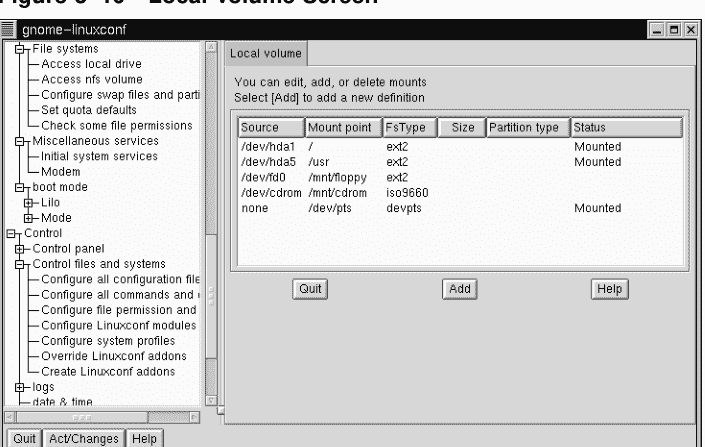 gnome-linuxconf
File systems
Access local drive
Access nfs volume
Configure swap files and parti
Set quota defaults
Check some file permissions
Miscellaneous services
Initial system services
Modem
boot mode
Lilo
Mode
Control
Control panel
Control files and systems
Configure all configuration file
Configure all commands and
Configure file permission and
Configure Linuxconf modules
Configure system profiles
Override Linuxconf addons
Create Linuxconf addons
logs
date & time
Quit Act/Changes Help
Local volume
You can edit, add, or delete mounts
Select [Add] to add a new definition
Source Mount point FsType Size Partition type Status
/dev/hda1 / ext2 Mounted
/dev/hda5 /usr ext2 Mounted
/dev/fd0 /mnt/floppy ext2
/dev/cdrom /mnt/cdrom iso9660
none /dev/pts devpts Mounted
Quit Add Help